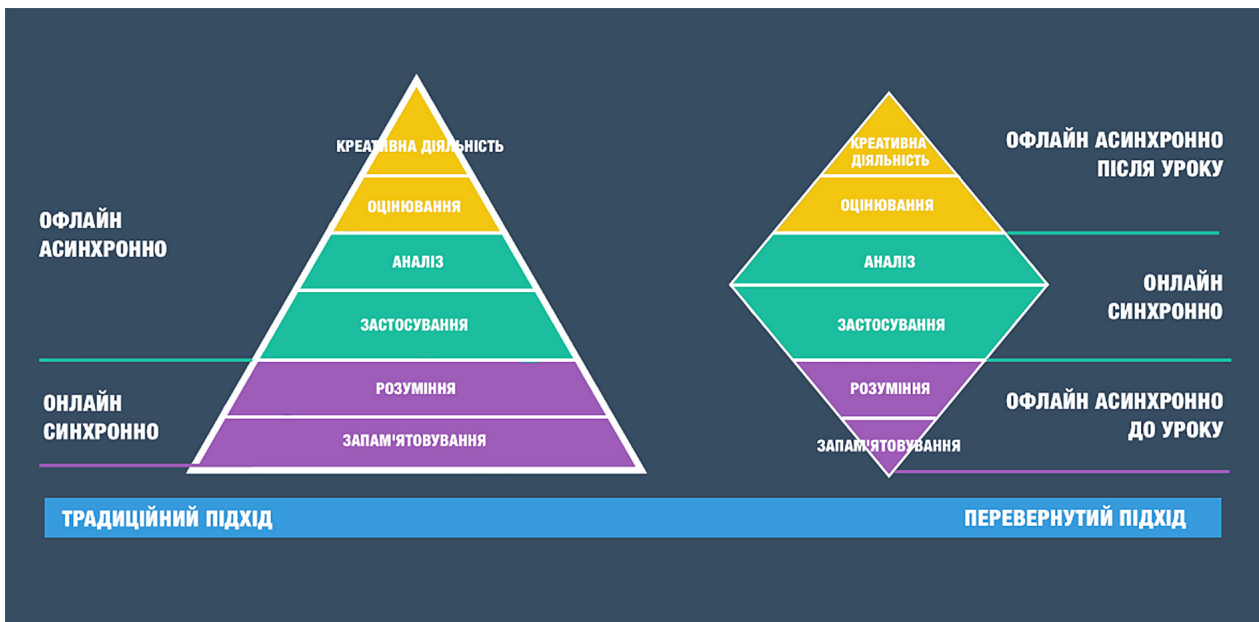 КРЕАТИВНА ДІЯЛЬНІСТЬ
ОЦІНЮВАННЯ
АНАЛІЗ
ЗАСТОСУВАННЯ
РОЗУМІННЯ
ЗАПАМ'ЯТОВУВАННЯ
ОФЛАЙН
АСИНХРОННО
ОНЛАЙН
СИНХРОННО
КРЕАТИВНА
ДІЯЛЬНІСТЬ
ОЦІНЮВАННЯ
АНАЛІЗ
ЗАСТОСУВАННЯ
РОЗУМІННЯ
ЗАПАМ'ЯТОВУВАННЯ
ОФЛАЙН АСИНХРОННО
ПІСЛЯ УРОКУ
ОНЛАЙН
СИНХРОННО
ОФЛАЙН АСИНХРОННО
ДО УРОКУ
ТРАДИЦІЙНИЙ ПІДХІД
ПЕРЕВЕРНУТИЙ ПІДХІД